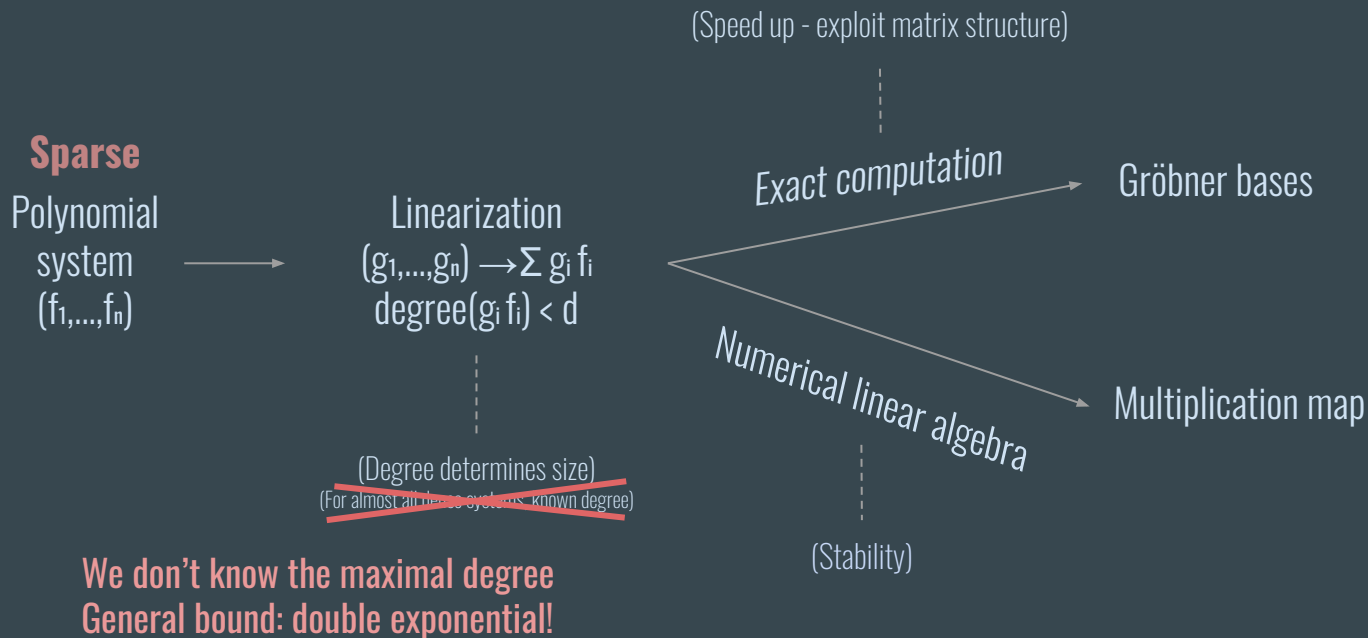 (Speed up - exploit matrix structure)
Sparse
Polynomial
system
(f₁,...,fₙ)
Linearization
(g₁,...,gₙ) → Σ gᵢ fᵢ
degree(gᵢ fᵢ) < d
Exact computation
Gröbner bases
Numerical linear algebra
Multiplication map
(Degree determines size)
(For almost all dense systems, known degree)
(Stability)
We don't know the maximal degree
General bound: double exponential!